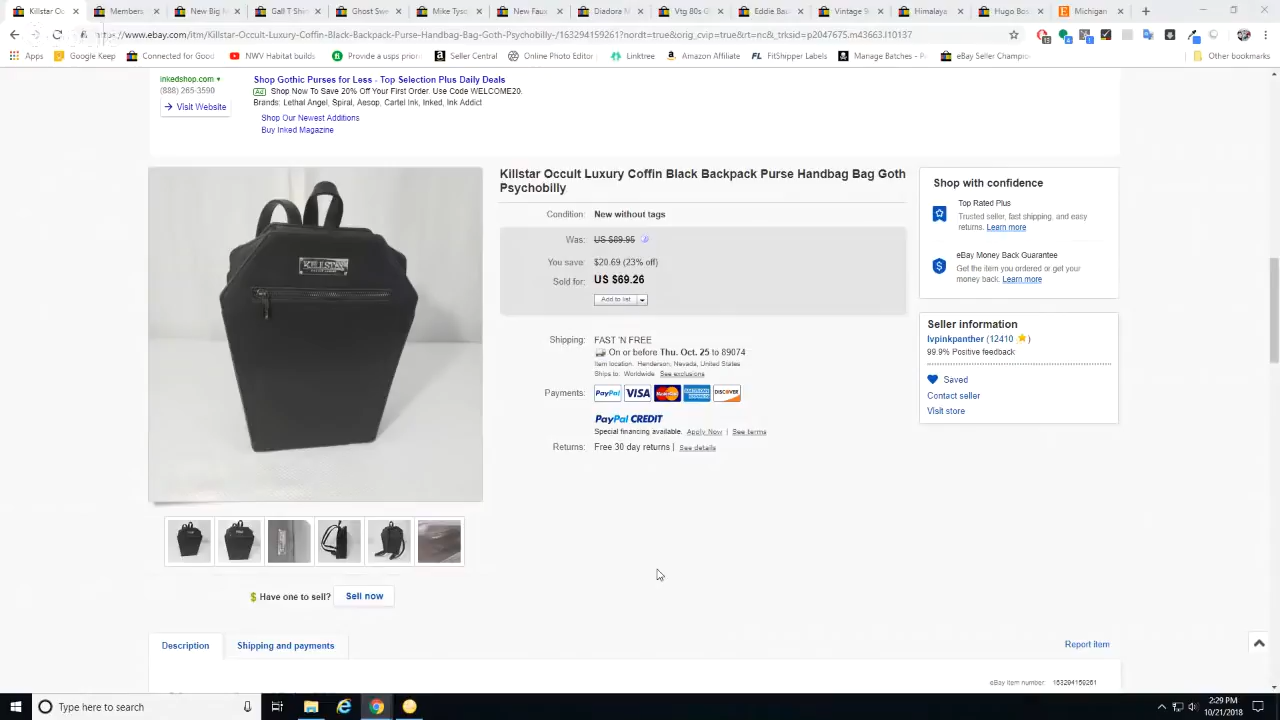 Killstar Oc
Members
New Big
Gall T Shirt
Ghost Swe
Mike Tyso
New Faux
Diadora M
Vtg 80s G
Eddie Bau
Vintage 9
Himalaya
Hugo Bos
Michigan
https://www.ebay.com/itm/Killstar-Occult-Luxury-Coffin-Black-Backpack-Purse-Handbag-Bag-Goth-Psychobilly-/163294159261?nordt=true&orig_cvip=true&rt=nc&_trksid=p2047675.m43663.l10137
Apps
Google Keep
Connected for Good
NWV Habitat builds
Provide a usps prior
Seller Central
Online Photo Editor
Linktree
Amazon Affiliate
FitShipper Labels
Manage Batches - P
eBay Seller Champi
Other bookmarks
inkedshop.com
(888) 265-3590
Visit Website
Shop Gothic Purses for Less - Top Selection Plus Daily Deals
Ad Shop Now To Save 20% Off Your First Order. Use Code WELCOME20.
Brands: Lethal Angel, Spiral, Aesop, Cartel Ink, Inked, Ink Addict
Shop Our Newest Additions
Buy Inked Magazine
KILLSTAR
Killstar Occult Luxury Coffin Black Backpack Purse Handbag Bag Goth
Psychobilly
Condition: New without tags
Was: US $89.95
You save: $20.69 (23% off)
Sold for: US $69.26
Add to list
Shipping: FAST 'N FREE
On or before Thu. Oct. 25 to 89074
Item location: Henderson, Nevada, United States
Ships to: Worldwide See exclusions
Payments: PayPal VISA MasterCard AMERICAN EXPRESS DISCOVER
PayPal CREDIT
Special financing available. Apply Now | See terms
Returns: Free 30 day returns | See details
Shop with confidence
Top Rated Plus
Trusted seller, fast shipping, and easy
returns. Learn more
eBay Money Back Guarantee
Get the item you ordered or get your
money back. Learn more
Seller information
lvpinkpanther (12410 )
99.9% Positive feedback
Saved
Contact seller
Visit store
$ Have one to sell? Sell now
Description
Shipping and payments
Report item
eBay item number: 163294159261
Type here to search
2:29 PM
10/21/2018